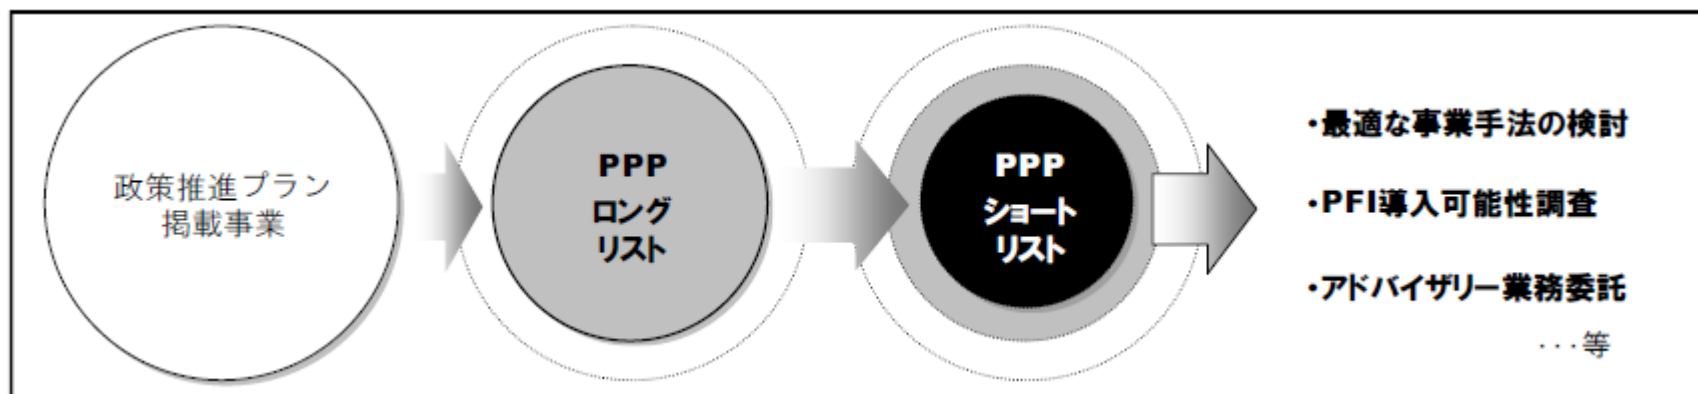 政策推進プラン
掲載事業
PPP
ロング
リスト
PPP
ショート
リスト
・最適な事業手法の検討
・PFI導入可能性調査
・アドバイザリー業務委託
･･･等